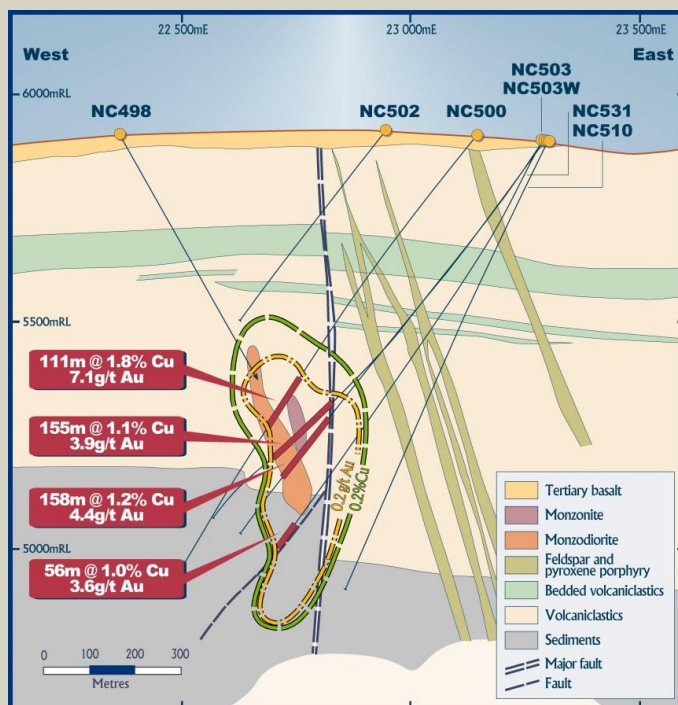 22 500mE
23 000mE
23 500mE
West
East
6000mRL
NC498
NC502
NC500
NC503
NC503W
NC531
NC510
5500mRL
111m @ 1.8% Cu
7.1g/t Au
155m @ 1.1% Cu
3.9g/t Au
158m @ 1.2% Cu
4.4g/t Au
0.2 g/t Au
0.2%Cu
5000mRL
56m @ 1.0% Cu
3.6g/t Au
Tertiary basalt
Monzonite
Monzodiorite
Feldspar and
pyroxene porphyry
Bedded volcaniclastics
Volcaniclastics
Sediments
Major fault
Fault
0 100 200 300
Metres